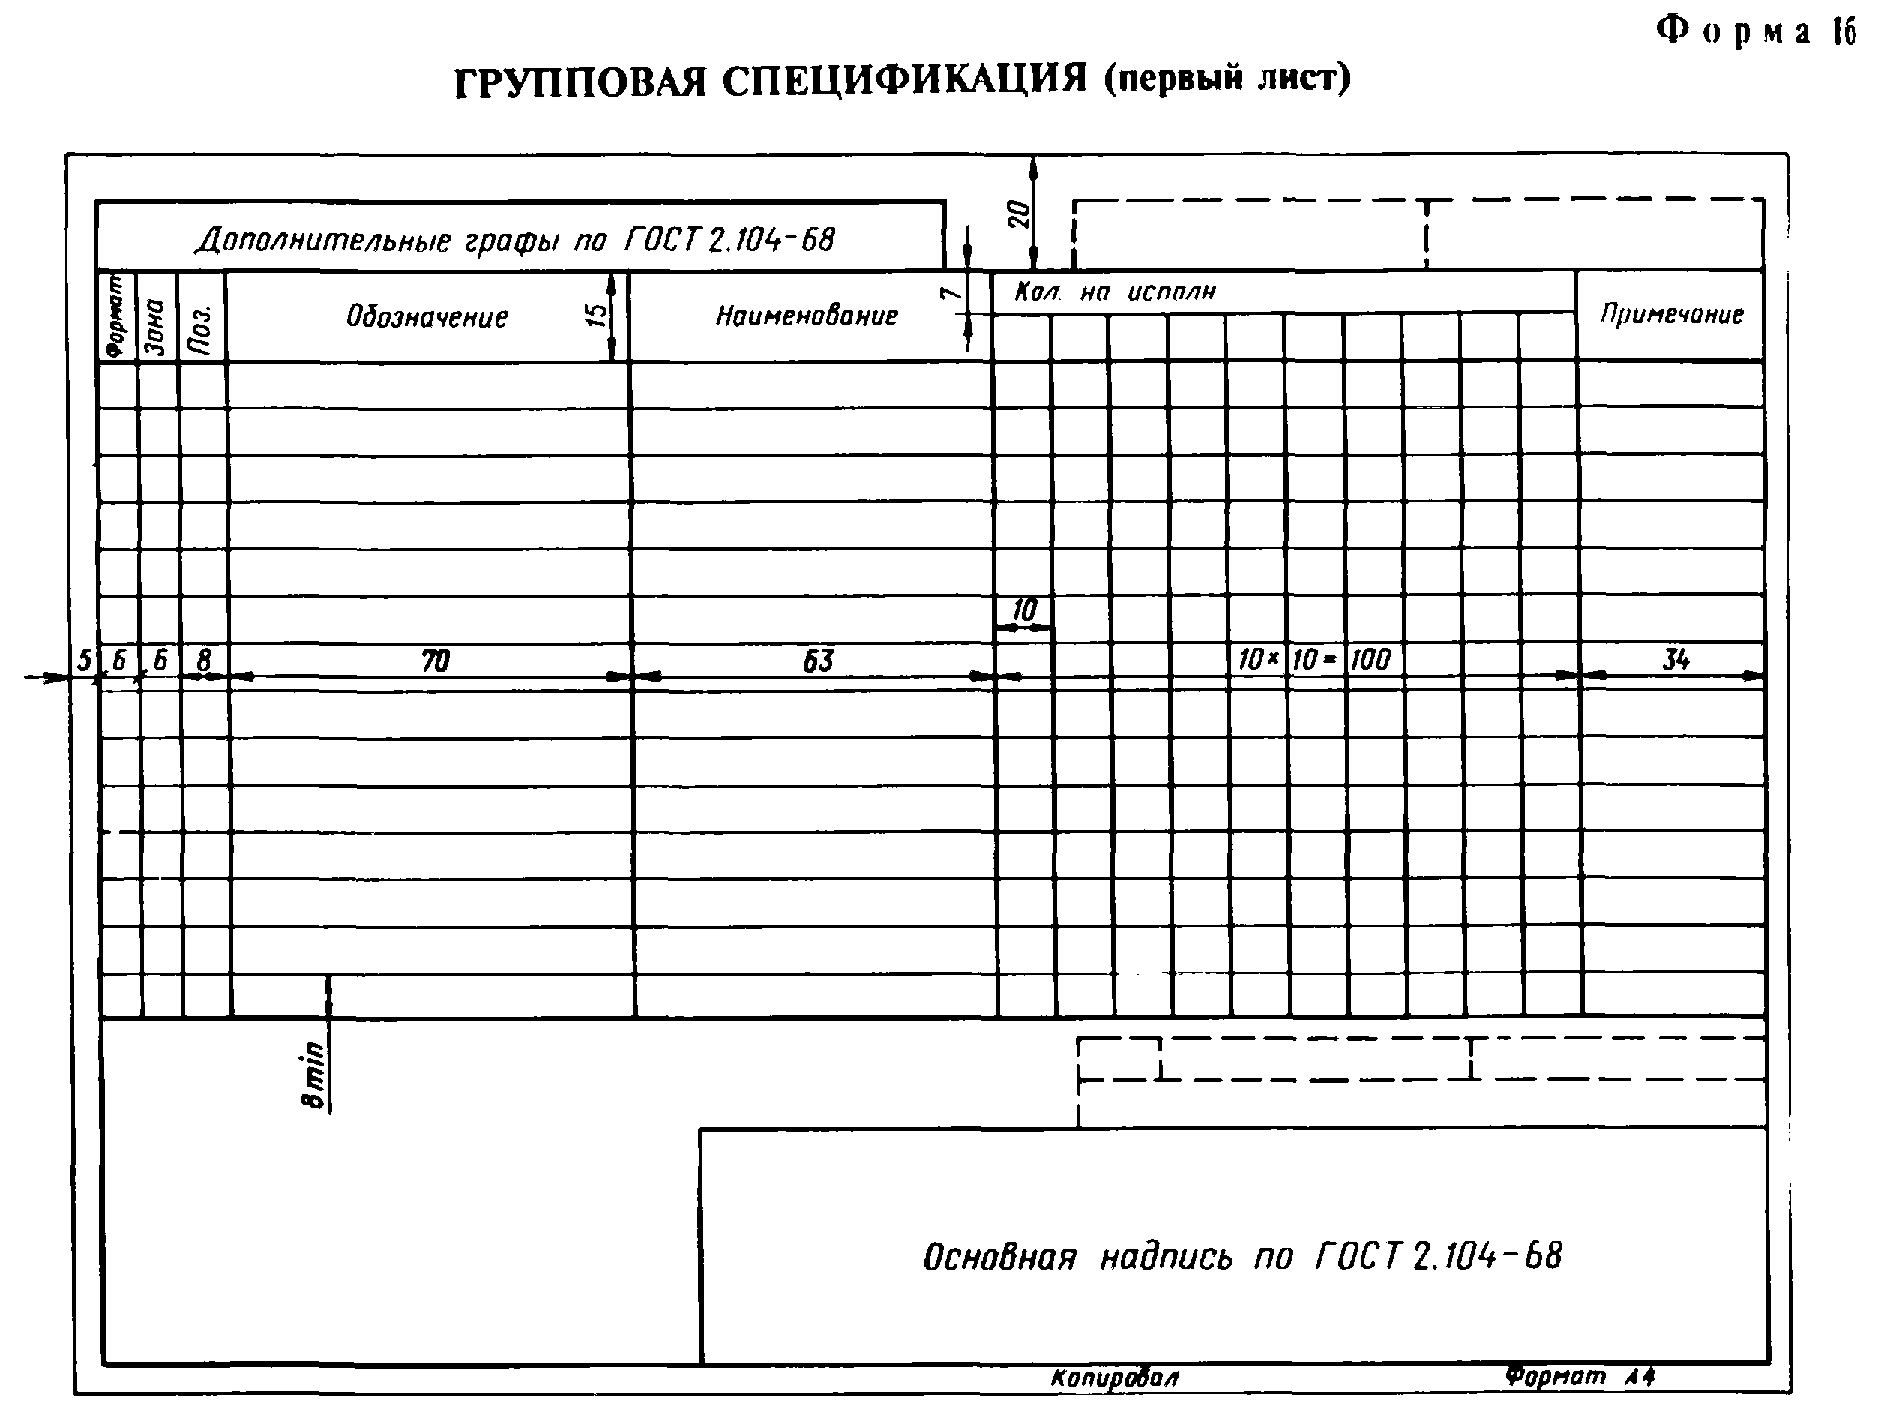 Форма 1б
ГРУППОВАЯ СПЕЦИФИКАЦИЯ (первый лист)
Дополнительные графы по ГОСТ 2.104-68
20
Формат
Зона
Поз.
Обозначение
15
Наименование
7
Кол. на исполн
Примечание
10
5 6 6 8 70 63 10×10=100 34
8 min
Основная надпись по ГОСТ 2.104-68
Копировал Формат А4